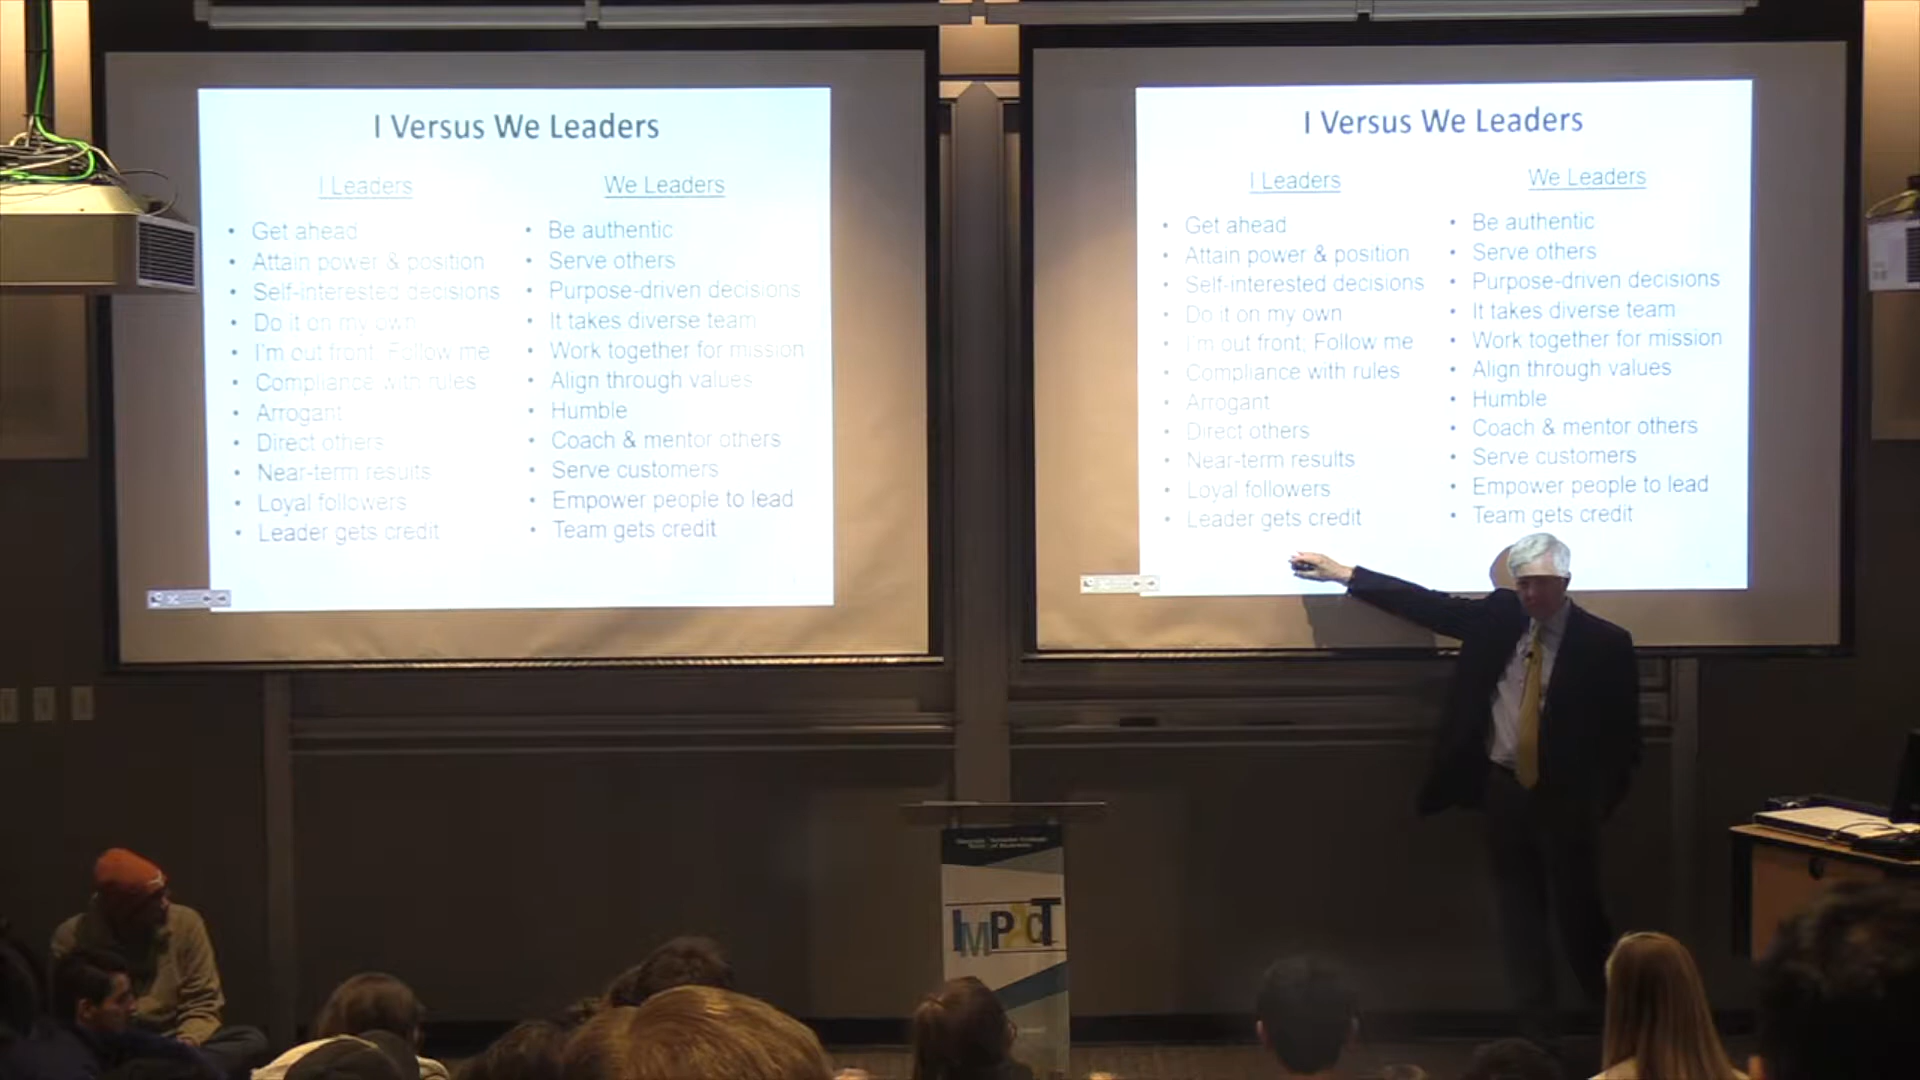 I Versus We Leaders
I Leaders
We Leaders
• Get ahead
• Attain power & position
• Self-interested decisions
• Do it on my own
• I'm out front; Follow me
• Compliance with rules
• Arrogant
• Direct others
• Near-term results
• Loyal followers
• Leader gets credit
• Be authentic
• Serve others
• Purpose-driven decisions
• It takes diverse team
• Work together for mission
• Align through values
• Humble
• Coach & mentor others
• Serve customers
• Empower people to lead
• Team gets credit
I Versus We Leaders
I Leaders
We Leaders
• Get ahead
• Attain power & position
• Self-interested decisions
• Do it on my own
• I'm out front; Follow me
• Compliance with rules
• Arrogant
• Direct others
• Near-term results
• Loyal followers
• Leader gets credit
• Be authentic
• Serve others
• Purpose-driven decisions
• It takes diverse team
• Work together for mission
• Align through values
• Humble
• Coach & mentor others
• Serve customers
• Empower people to lead
• Team gets credit
IMPACT